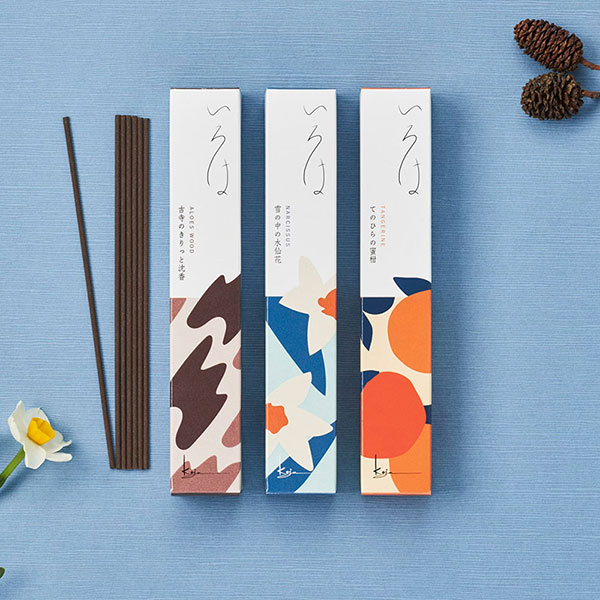 いろは
ALOES WOOD
古寺のきりっと沈香
Koju
いろは
NARCISSUS
雪の中の水仙花
Koju
いろは
TANGERINE
てのひらの蜜柑
Koju